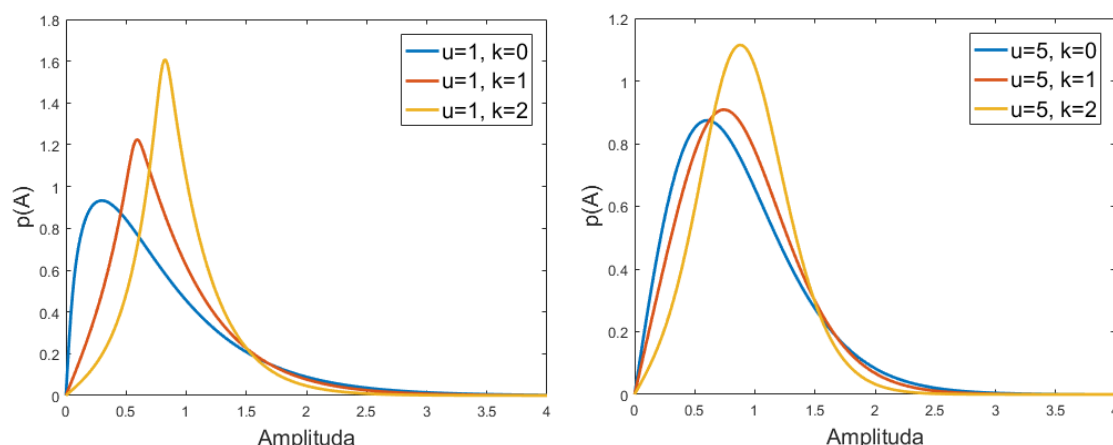 1.8
1.6
1.4
1.2
1
0.8
0.6
0.4
0.2
0
p(A)
u=1, k=0
u=1, k=1
u=1, k=2
0 0.5 1 1.5 2 2.5 3 3.5 4
Amplituda
1.2
1
0.8
0.6
0.4
0.2
0
p(A)
u=5, k=0
u=5, k=1
u=5, k=2
0 0.5 1 1.5 2 2.5 3 3.5 4
Amplituda